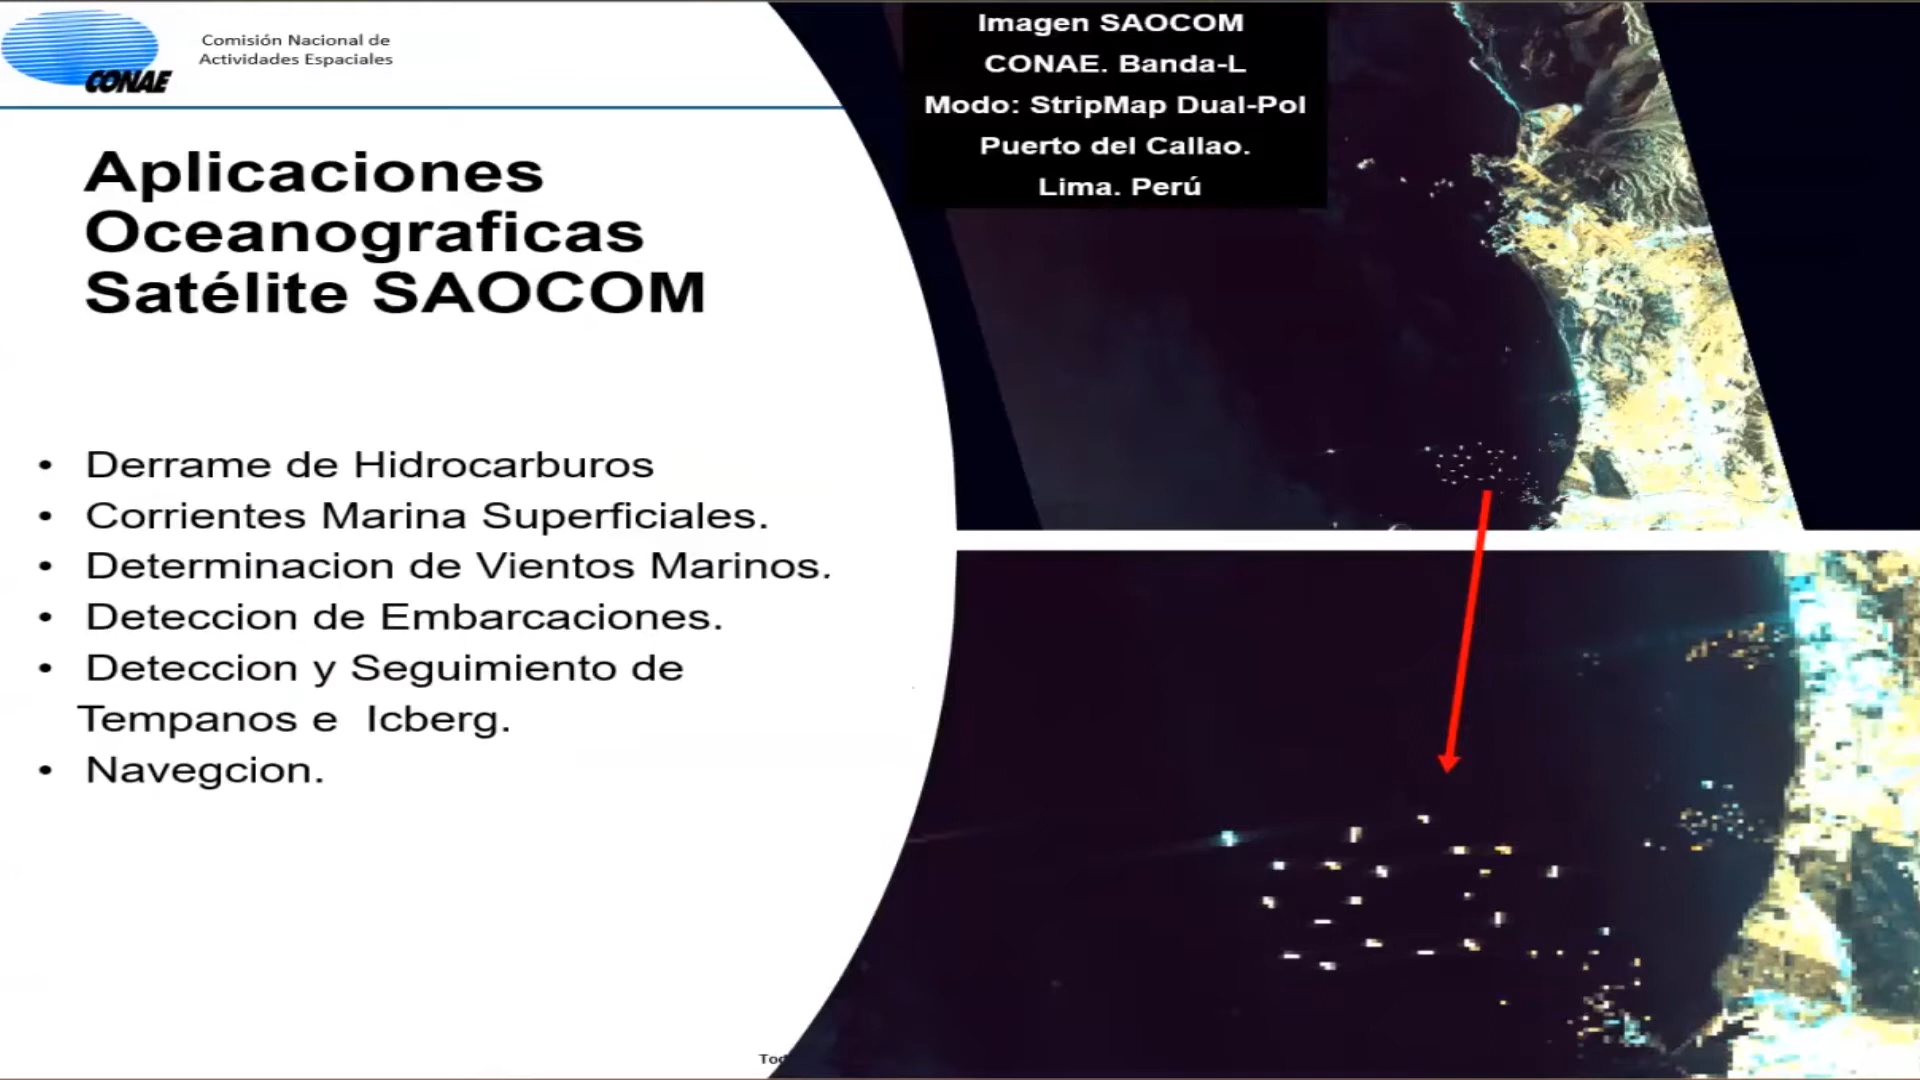 CONAE
Comisión Nacional de
Actividades Espaciales
Aplicaciones
Oceanograficas
Satélite SAOCOM
• Derrame de Hidrocarburos
• Corrientes Marina Superficiales.
• Determinacion de Vientos Marinos.
• Deteccion de Embarcaciones.
• Deteccion y Seguimiento de
Tempanos e Icberg.
• Navegcion.
Imagen SAOCOM
CONAE. Banda-L
Modo: StripMap Dual-Pol
Puerto del Callao.
Lima. Perú